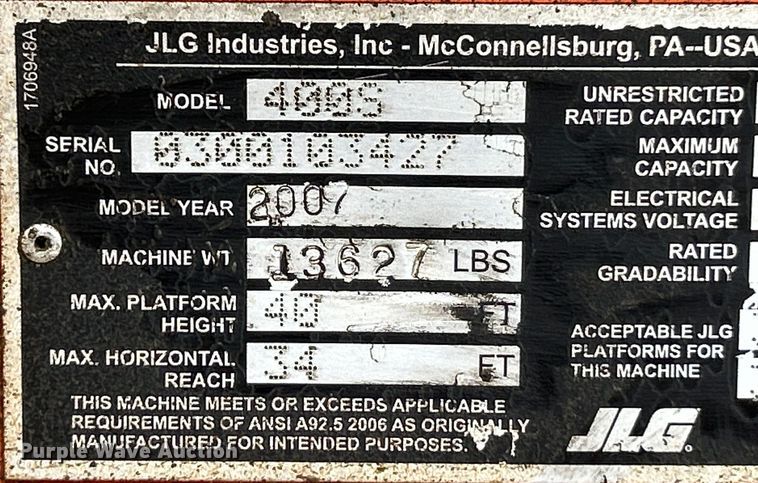 JLG Industries, Inc - McConnellsburg, PA--USA
1706948A
MODEL 400S
SERIAL NO. 0300103427
MODEL YEAR 2007
MACHINE WT. 13627 LBS
MAX. PLATFORM HEIGHT 40 FT
MAX. HORIZONTAL REACH 34 FT
UNRESTRICTED
RATED CAPACITY
MAXIMUM
CAPACITY
ELECTRICAL
SYSTEMS VOLTAGE
RATED
GRADABILITY
ACCEPTABLE JLG
PLATFORMS FOR
THIS MACHINE
THIS MACHINE MEETS OR EXCEEDS APPLICABLE
REQUIREMENTS OF ANSI A92.5 2006 AS ORIGINALLY
MANUFACTURED FOR INTENDED PURPOSES.
JLG
Purple Wave Auction